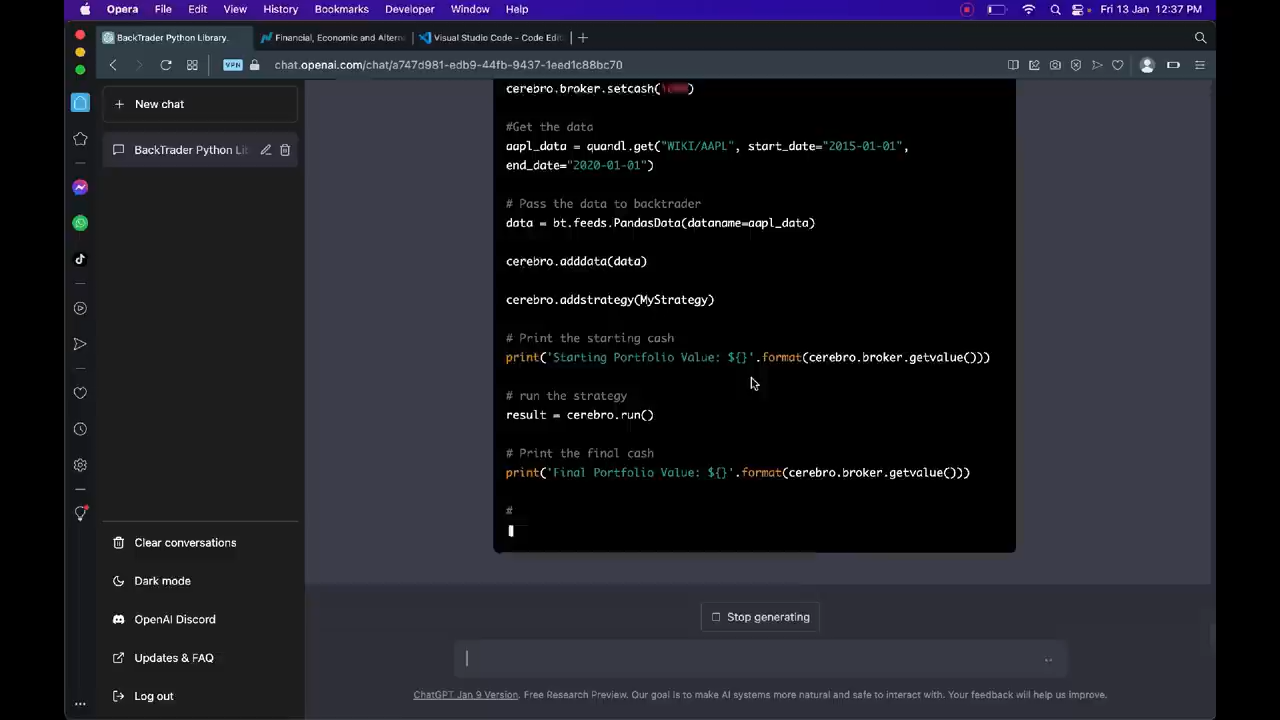 Opera File Edit View History Bookmarks Developer Window Help Fri 13 Jan 12:37 PM
BackTrader Python Library. Financial, Economic and Altern Visual Studio Code - Code Edit
VPN chat.openai.com/chat/a747d981-edb9-44fb-9437-1eed1c88bc70
New chat
BackTrader Python Lib
cerebro.broker.setcash( )
#Get the data
aapl_data = quandl.get("WIKI/AAPL", start_date="2015-01-01",
end_date="2020-01-01")
# Pass the data to backtrader
data = bt.feeds.PandasData(dataname=aapl_data)
cerebro.adddata(data)
cerebro.addstrategy(MyStrategy)
# Print the starting cash
print('Starting Portfolio Value: ${}'.format(cerebro.broker.getvalue()))
# run the strategy
result = cerebro.run()
# Print the final cash
print('Final Portfolio Value: ${}'.format(cerebro.broker.getvalue()))
#
Clear conversations
Dark mode
OpenAI Discord
Updates & FAQ
Log out
Stop generating
ChatGPT Jan 9 Version. Free Research Preview. Our goal is to make AI systems more natural and safe to interact with. Your feedback will help us improve.